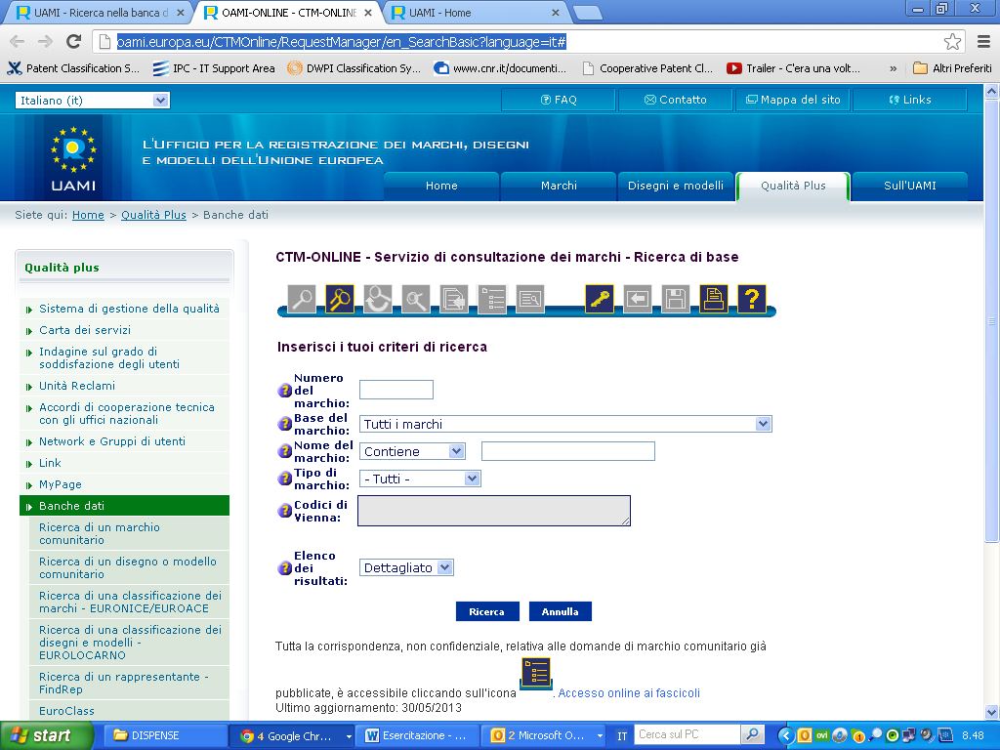 UAMI - Ricerca nella banca d
OAMI-ONLINE - CTM-ONLINE
UAMI - Home
oami.europa.eu/CTMOnline/RequestManager/en_SearchBasic?language=it#
Patent Classification S...
IPC - IT Support Area
DWPI Classification Sy...
www.cnr.it/documenti...
Cooperative Patent Cl...
Trailer - C'era una volt...
»
Altri Preferiti
Italiano (it)
FAQ
Contatto
Mappa del sito
Links
L'Ufficio per la registrazione dei marchi, disegni
e modelli dell'Unione europea
UAMI
Home
Marchi
Disegni e modelli
Qualità Plus
Sull'UAMI
Siete qui: Home > Qualità Plus > Banche dati
Qualità plus
Sistema di gestione della qualità
Carta dei servizi
Indagine sul grado di
soddisfazione degli utenti
Unità Reclami
Accordi di cooperazione tecnica
con gli uffici nazionali
Network e Gruppi di utenti
Link
MyPage
Banche dati
Ricerca di un marchio
comunitario
Ricerca di un disegno o modello
comunitario
Ricerca di una classificazione dei
marchi - EURONICE/EUROACE
Ricerca di una classificazione dei
disegni e modelli -
EUROLOCARNO
Ricerca di un rappresentante -
FindRep
EuroClass
CTM-ONLINE - Servizio di consultazione dei marchi - Ricerca di base
?
Inserisci i tuoi criteri di ricerca
Numero
del
marchio:
Base del
marchio:
Tutti i marchi
Nome del
marchio:
Contiene
Tipo di
marchio:
- Tutti -
Codici di
Vienna:
Elenco
dei
risultati:
Dettagliato
Ricerca
Annulla
Tutta la corrispondenza, non confidenziale, relativa alle domande di marchio comunitario già
pubblicate, è accessibile cliccando sull'icona . Accesso online ai fascicoli
Ultimo aggiornamento: 30/05/2013
start
DISPENSE
4 Google Chr...
Esercitazione - ...
2 Microsoft O...
IT
Cerca sul PC
8.48